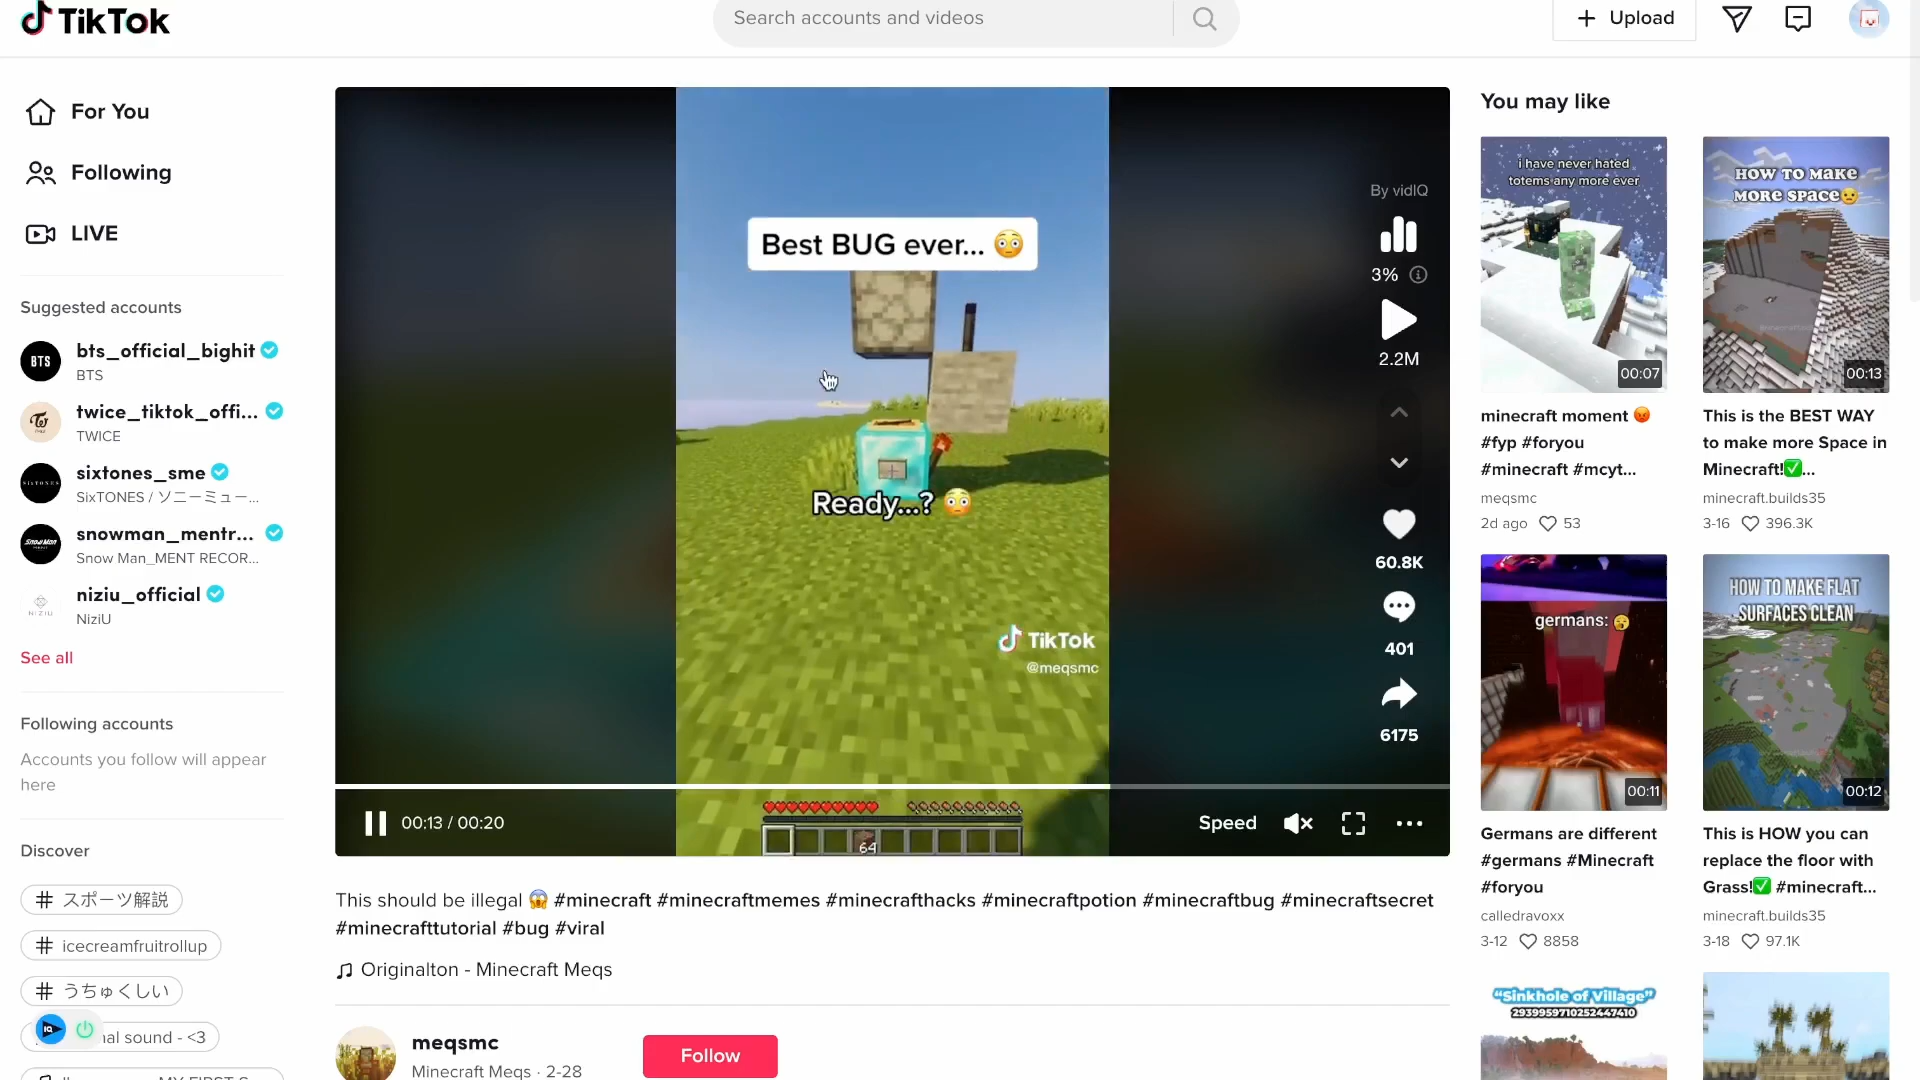 TikTok
Search accounts and videos
Upload
For You
Following
LIVE
Suggested accounts
BTS
bts_official_bighit
BTS
twice_tiktok_offi...
TWICE
SixTONES
sixtones_sme
SixTONES / ソニーミュー...
Snow Man
snowman_mentr...
Snow Man_MENT RECOR...
NIZIU
niziu_official
NiziU
See all
Following accounts
Accounts you follow will appear
here
Discover
# スポーツ解説
# icecreamfruitrollup
# うちゅくしい
nal sound - <3
Best BUG ever... 😳
Ready...? 😳
TikTok
@meqsmc
64
By vidIQ
3%
2.2M
60.8K
401
6175
00:13 / 00:20
Speed
This should be illegal 😱 #minecraft #minecraftmemes #minecrafthacks #minecraftpotion #minecraftbug #minecraftsecret
#minecrafttutorial #bug #viral
Originalton - Minecraft Meqs
meqsmc
Minecraft Meqs · 2-28
Follow
You may like
i have never hated
totems any more ever
00:07
minecraft moment 😡
#fyp #foryou
#minecraft #mcyt...
meqsmc
2d ago 53
HOW TO MAKE
MORE SPACE😥
00:13
This is the BEST WAY
to make more Space in
Minecraft!✅...
minecraft.builds35
3-16 396.3K
germans: 😵
00:11
Germans are different
#germans #Minecraft
#foryou
calledravoxx
3-12 8858
HOW TO MAKE FLAT
SURFACES CLEAN
00:12
This is HOW you can
replace the floor with
Grass!✅ #minecraft...
minecraft.builds35
3-18 97.1K
"Sinkhole of Village"
2939959710252447410